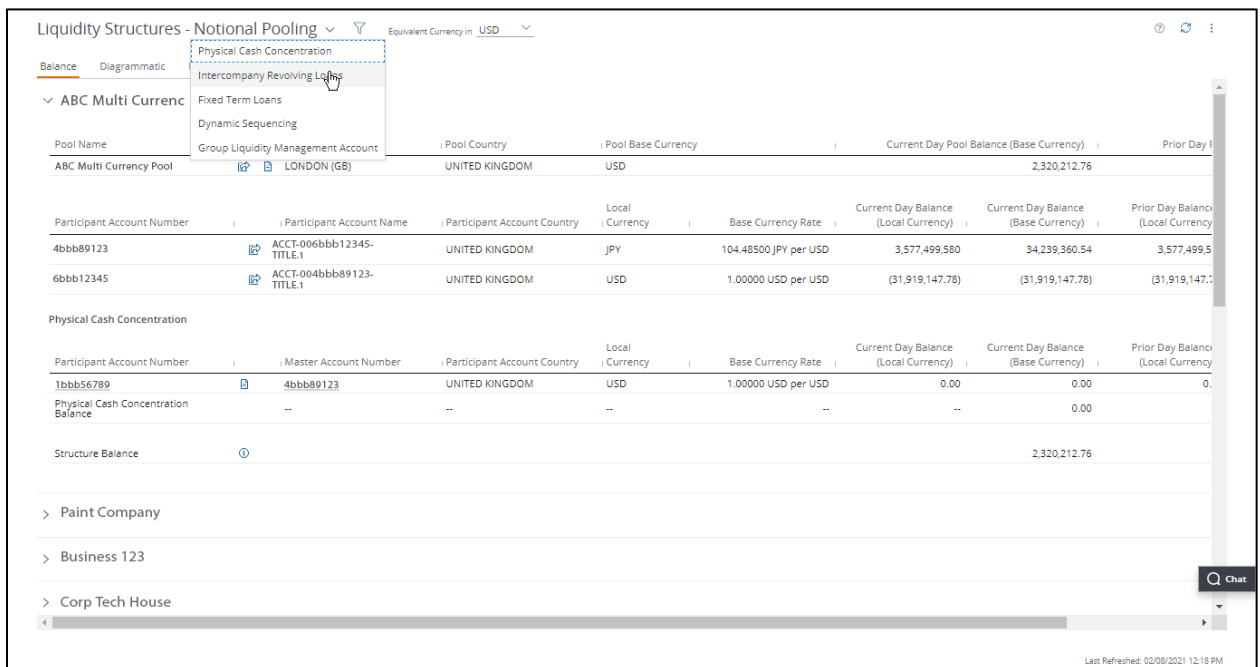 Liquidity Structures - Notional Pooling Equivalent Currency in USD
Physical Cash Concentration
Balance Diagrammatic
Intercompany Revolving Loans
ABC Multi Currenc Fixed Term Loans
Dynamic Sequencing
Group Liquidity Management Account
Pool Name Pool Country Pool Base Currency Current Day Pool Balance (Base Currency) Prior Day
ABC Multi Currency Pool LONDON (GB) UNITED KINGDOM USD 2,320,212.76
Local Current Day Balance Current Day Balance Prior Day Balance
Participant Account Number Participant Account Name Participant Account Country Currency Base Currency Rate (Local Currency) (Base Currency) (Local Currency
4bbb89123 ACCT-006bbb12345- UNITED KINGDOM JPY 104.48500 JPY per USD 3,577,499,580 34,239,360.54 3,577,499,5
TITLE.1
6bbb12345 ACCT-004bbb89123- UNITED KINGDOM USD 1.00000 USD per USD (31,919,147.78) (31,919,147.78) (31,919,147.
TITLE.1
Physical Cash Concentration
Local Current Day Balance Current Day Balance Prior Day Balance
Participant Account Number Master Account Number Participant Account Country Currency Base Currency Rate (Local Currency) (Base Currency) (Local Currency
1bbb56789 4bbb89123 UNITED KINGDOM USD 1.00000 USD per USD 0.00 0.00 0.
Physical Cash Concentration
Balance -- -- -- -- -- 0.00
Structure Balance 2,320,212.76
Paint Company
Business 123
Chat
Corp Tech House
Last Refreshed: 02/08/2021 12:18 PM